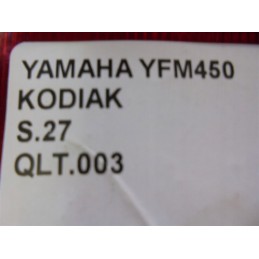 YAMAHA YFM450
KODIAK
S.27
QLT.003